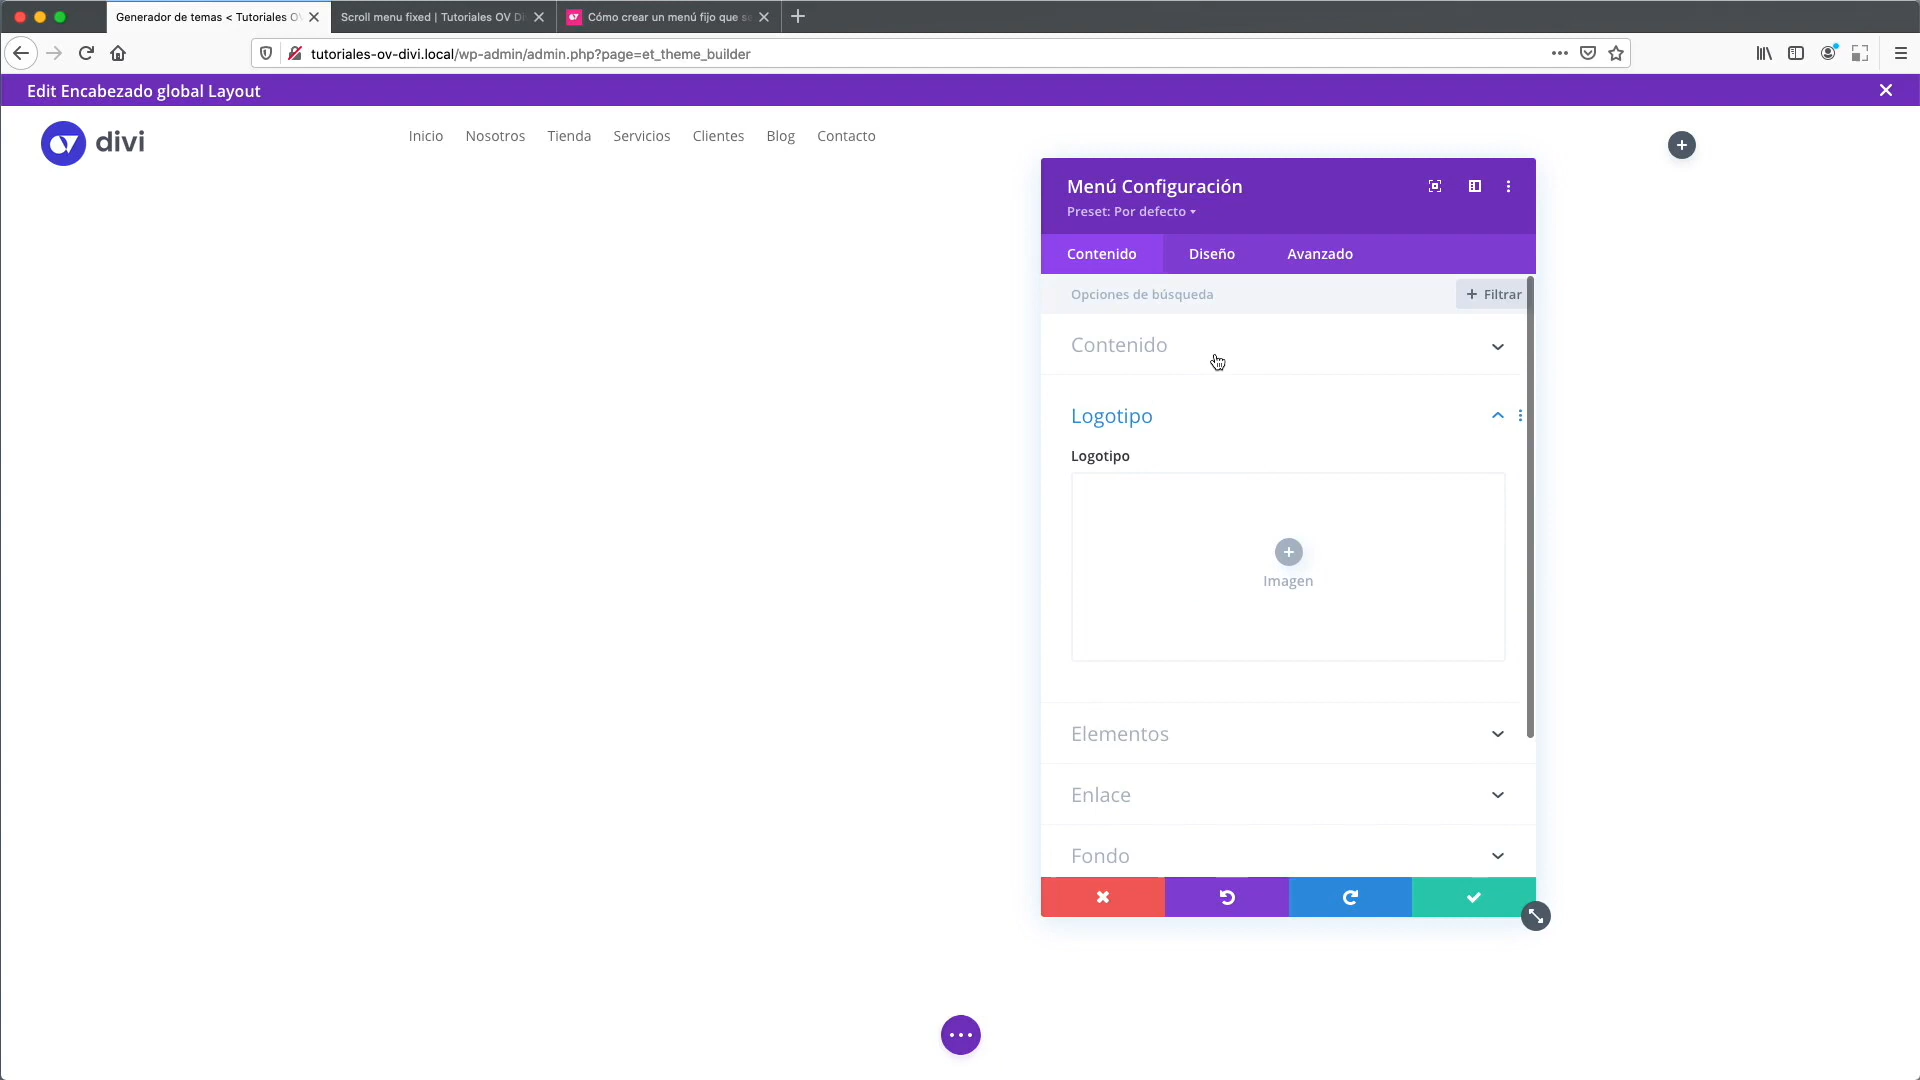 Generador de temas < Tutoriales O
Scroll menu fixed | Tutoriales OV Di
Cómo crear un menú fijo que se
tutoriales-ov-divi.local/wp-admin/admin.php?page=et_theme_builder
Edit Encabezado global Layout
divi
Inicio Nosotros Tienda Servicios Clientes Blog Contacto
Menú Configuración
Preset: Por defecto
Contenido Diseño Avanzado
Opciones de búsqueda
+ Filtrar
Contenido
Logotipo
Logotipo
Imagen
Elementos
Enlace
Fondo